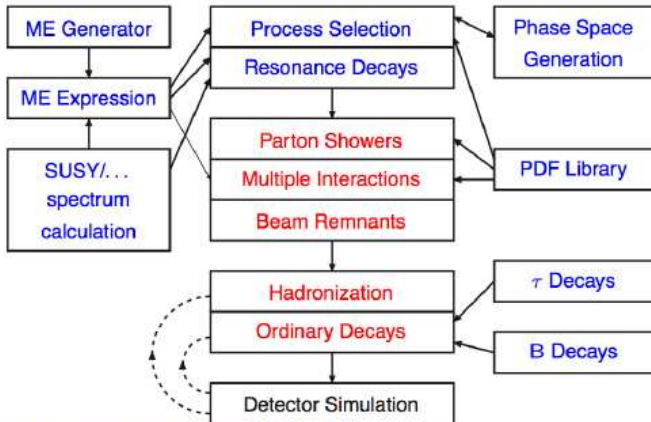 ME Generator
Process Selection
Phase Space
Generation
ME Expression
Resonance Decays
SUSY/...
spectrum
calculation
Parton Showers
Multiple Interactions
Beam Remnants
PDF Library
Hadronization
Ordinary Decays
τ Decays
B Decays
Detector Simulation